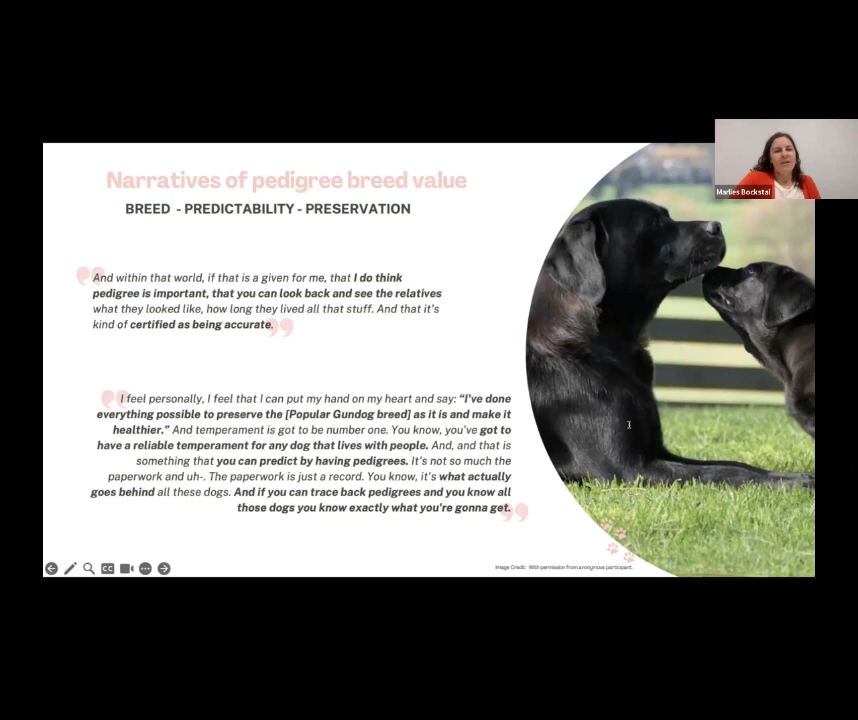 Narratives of pedigree breed value
BREED - PREDICTABILITY - PRESERVATION
And within that world, if that is a given for me, that I do think
pedigree is important, that you can look back and see the relatives
what they looked like, how long they lived all that stuff. And that it's
kind of certified as being accurate.
I feel personally, I feel that I can put my hand on my heart and say: “I've done
everything possible to preserve the [Popular Gundog breed] as it is and make it
healthier.” And temperament is got to be number one. You know, you've got to
have a reliable temperament for any dog that lives with people. And, and that is
something that you can predict by having pedigrees. It's not so much the
paperwork and uh-. The paperwork is just a record. You know, it's what actually
goes behind all these dogs. And if you can trace back pedigrees and you know all
those dogs you know exactly what you're gonna get.
Image Credit: With permission from anonymous participant.
Marlies Bockstal
CC